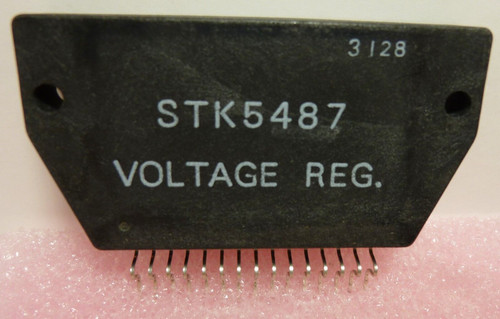 3128
STK5487
VOLTAGE REG.